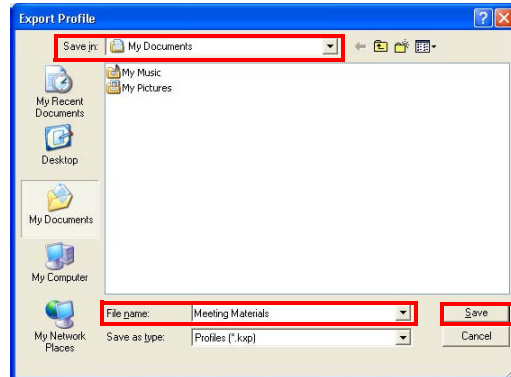 Export Profile
Save in: My Documents
My Music
My Pictures
My Recent
Documents
Desktop
My Documents
My Computer
My Network
Places
File name: Meeting Materials Save
Save as type: Profiles (*.kxp) Cancel